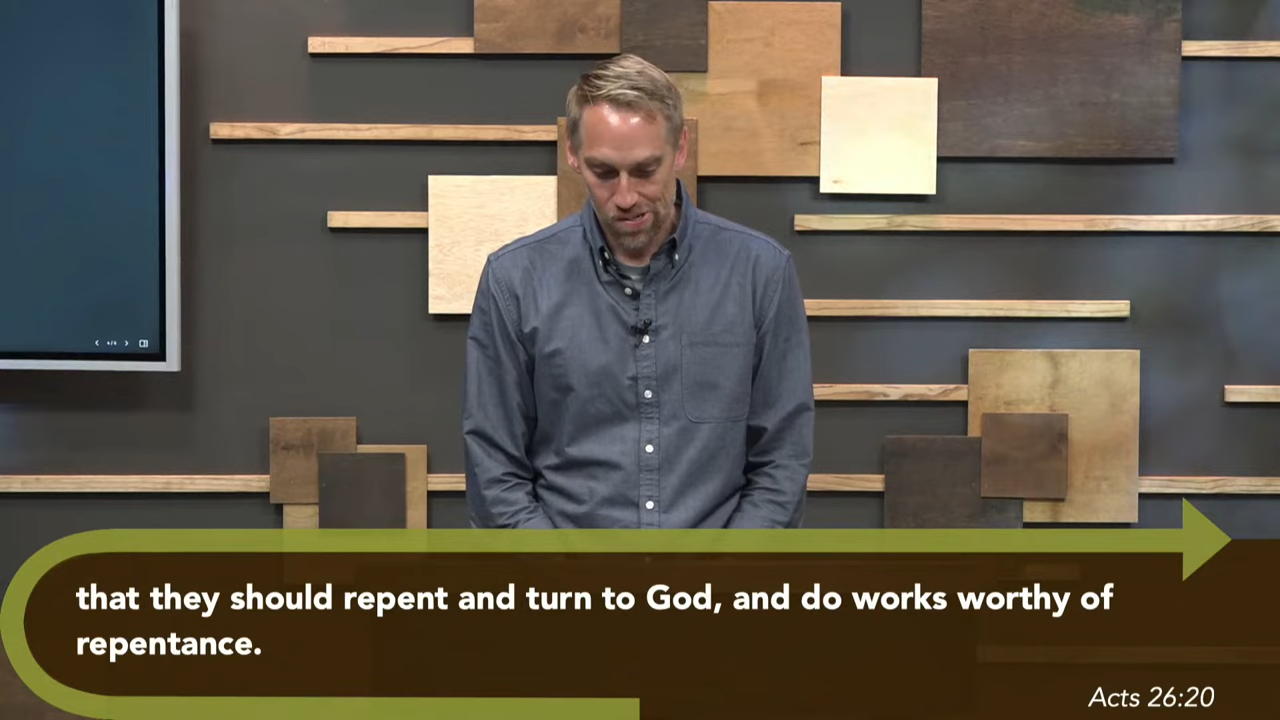 that they should repent and turn to God, and do works worthy of
repentance.
Acts 26:20